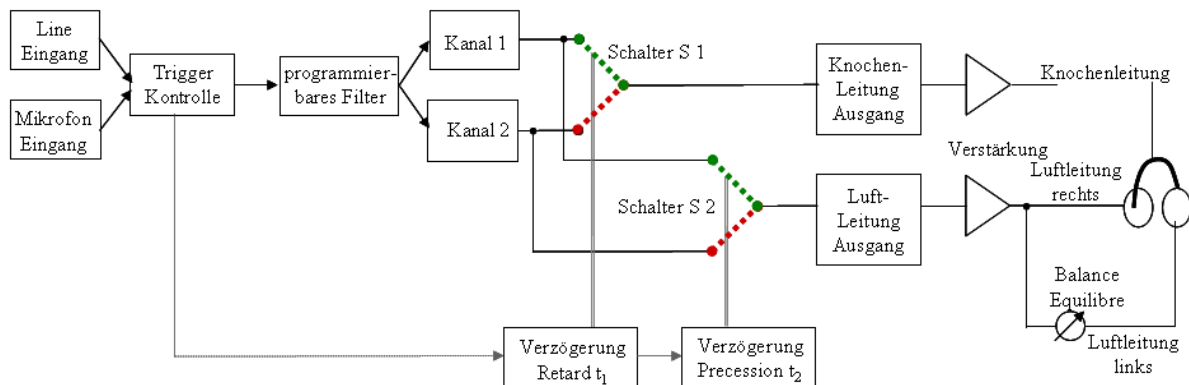 Line
Eingang
Mikrofon
Eingang
Trigger
Kontrolle
programmier-
bares Filter
Kanal 1
Kanal 2
Schalter S 1
Schalter S 2
Knochen-
Leitung
Ausgang
Luft-
Leitung
Ausgang
Verstärkung
Knochenleitung
Luftleitung
rechts
Balance
Equilibre
Luftleitung
links
Verzögerung
Retard t1
Verzögerung
Precession t2